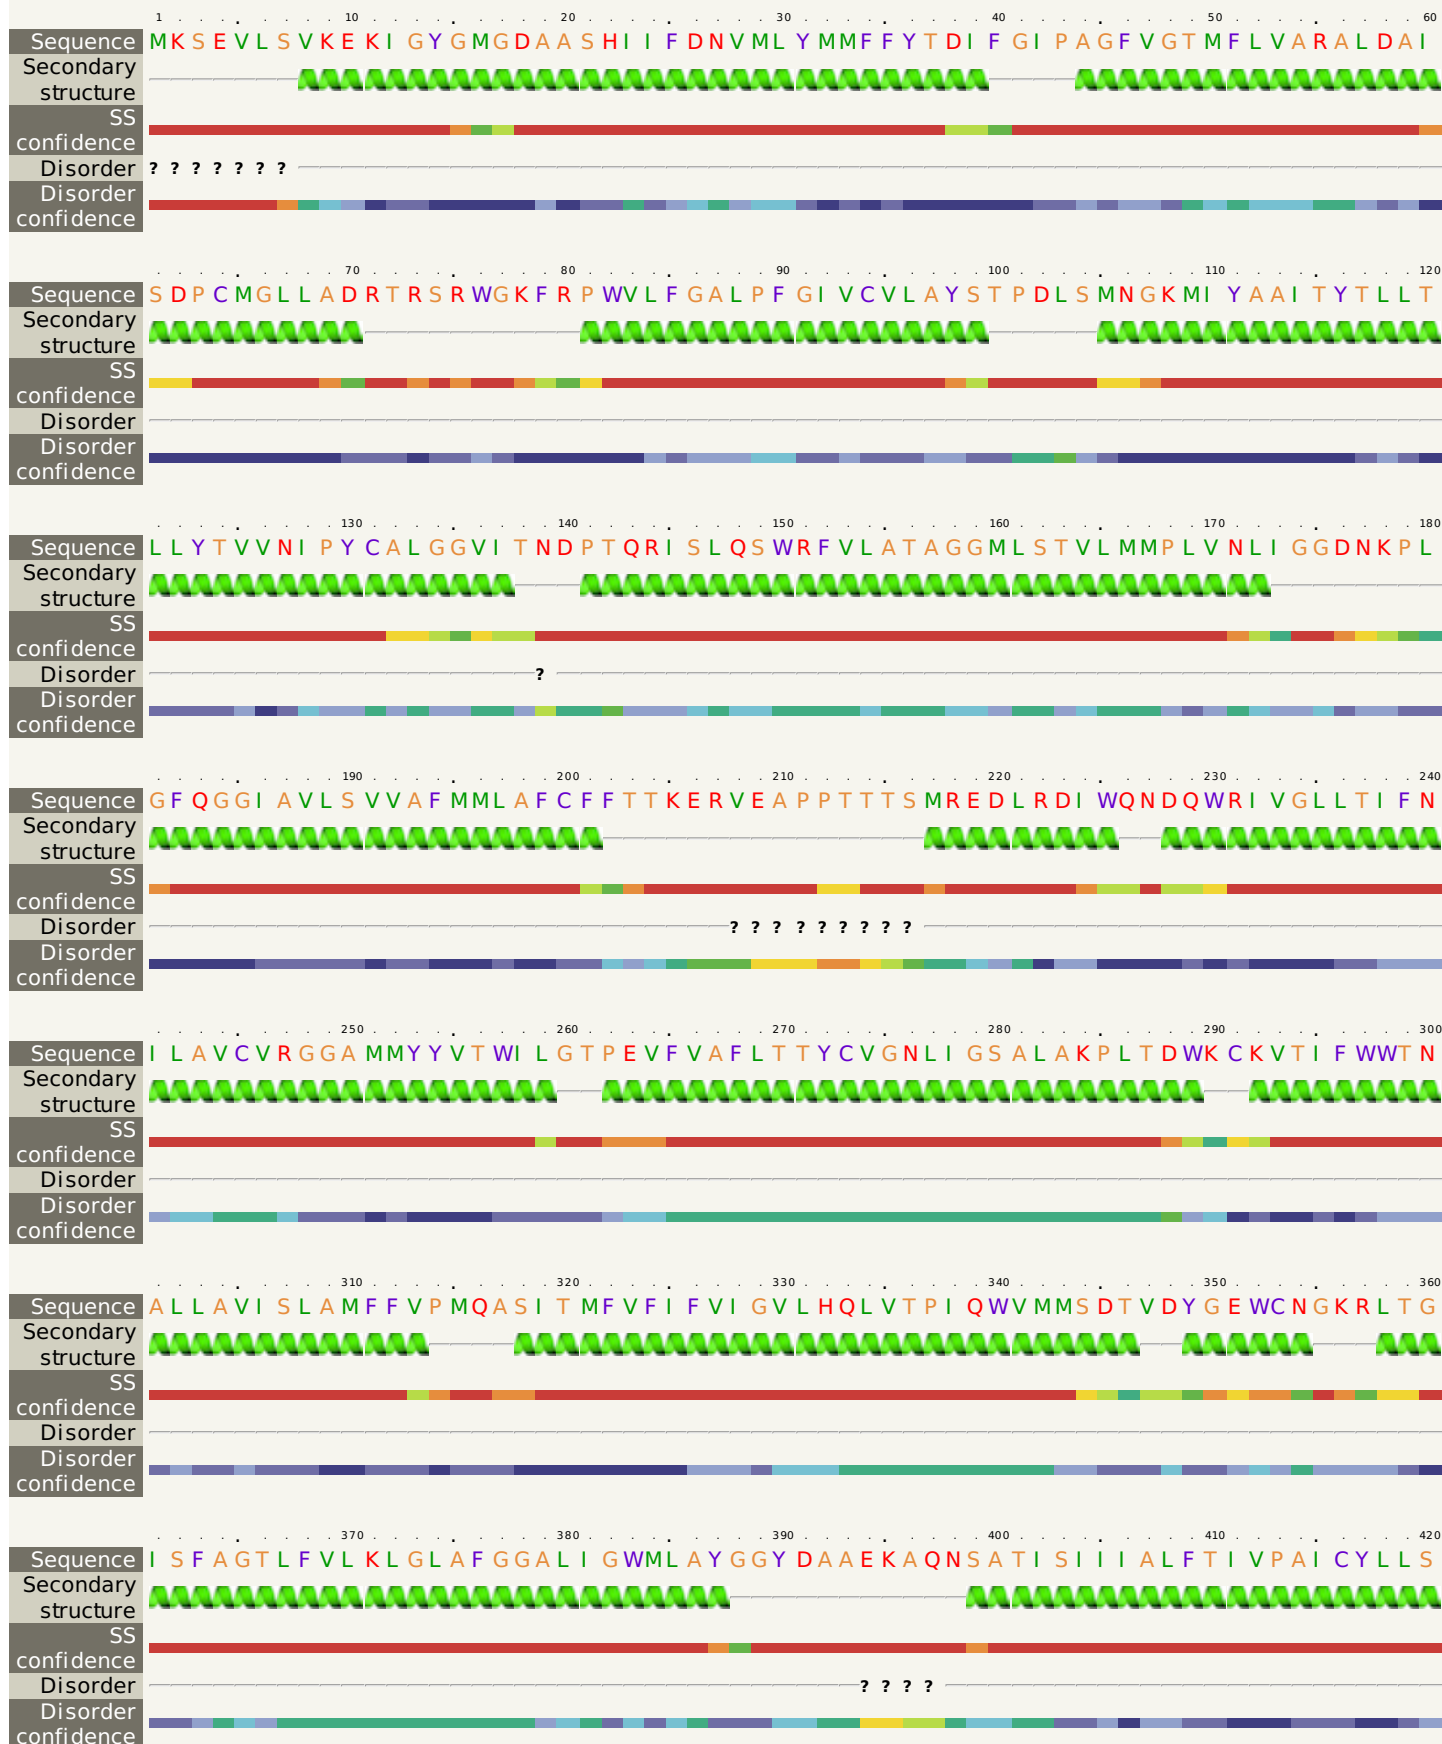 1 10 20 30 40 50 60
Sequence MKSEVLSVKEKIGYGMGDAASHIIFDNVMLYMMFFYTDIFGIPAGFVGTMFLVARALDAI
Secondary
structure
SS
confidence
Disorder ? ? ? ? ? ? ?
Disorder
confidence
70 80 90 100 110 120
Sequence SDPCMGLLADRTRSRWGKFRPWVLFGALPFGIVCVLAYSTPDLSMNGKMIYAAITYTLLT
Secondary
structure
SS
confidence
Disorder
Disorder
confidence
130 140 150 160 170 180
Sequence LLYTVVNIPYCALGGVITNDPTQRISLQSWRFVLATAGGMLSTVLMMPLVNLIGGDNKPL
Secondary
structure
SS
confidence
Disorder ?
Disorder
confidence
190 200 210 220 230 240
Sequence GFQGGIAVLSVVAFMMLAFCFFTTKERVEAPPTTTSMREDLRDIWQNDQWRIVGLLTIFN
Secondary
structure
SS
confidence
Disorder ? ? ? ? ? ? ? ? ?
Disorder
confidence
250 260 270 280 290 300
Sequence ILAVCVRGGAMMYYVTWILGTPEVFVAFLTTYCVGNLIGSALAKPLTDWKCKVTIFWWTN
Secondary
structure
SS
confidence
Disorder
Disorder
confidence
310 320 330 340 350 360
Sequence ALLAVISLAMFFVPMQASITMFVFIFVIGVLHQLVTPIQWVMMSDTVDYGEWCNGKRLTG
Secondary
structure
SS
confidence
Disorder
Disorder
confidence
370 380 390 400 410 420
Sequence ISFAGTLFVLKLGLAFGGALIGWMLAYGGYDAAEKAQNSATISIIIALFTIVPAICYLLS
Secondary
structure
SS
confidence
Disorder ? ? ? ?
Disorder
confidence